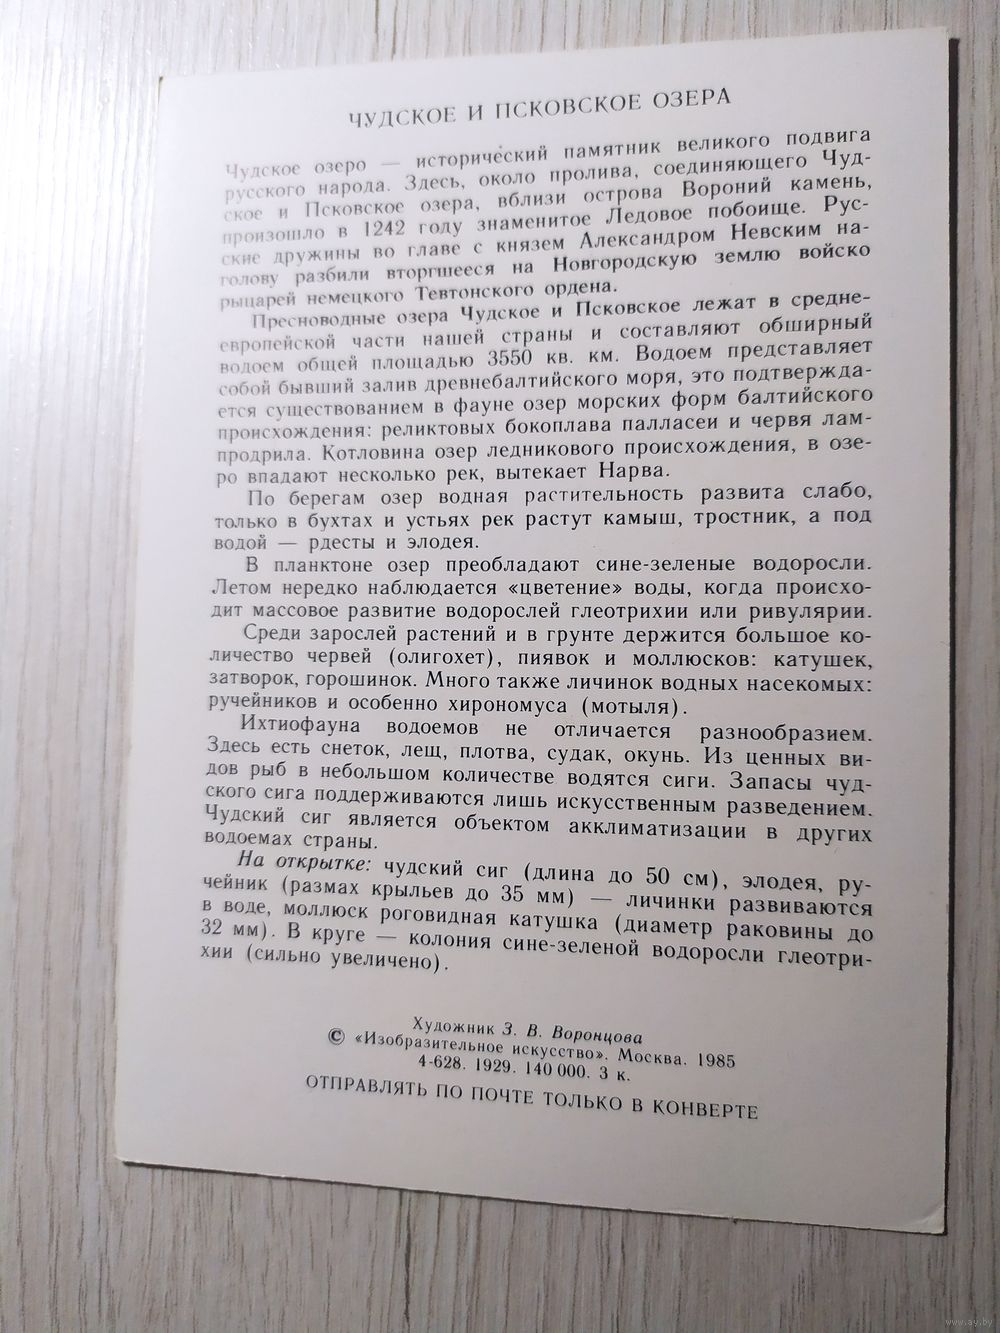 ЧУДСКОЕ И ПСКОВСКОЕ ОЗЕРА
Чудское озеро — исторический памятник великого подвига
русского народа. Здесь, около пролива, соединяющего Чуд-
ское и Псковское озера, вблизи острова Вороний камень,
произошло в 1242 году знаменитое Ледовое побоище. Рус-
ские дружины во главе с князем Александром Невским на-
голову разбили вторгшееся на Новгородскую землю войско
рыцарей немецкого Тевтонского ордена.
Пресноводные озера Чудское и Псковское лежат в средне-
европейской части нашей страны и составляют обширный
водоем общей площадью 3550 кв. км. Водоем представляет
собой бывший залив древнебалтийского моря, это подтвержда-
ется существованием в фауне озер морских форм балтийского
происхождения: реликтовых бокоплава палласеи и червя лам-
продрила. Котловина озер ледникового происхождения, в озе-
ро впадают несколько рек, вытекает Нарва.
По берегам озер водная растительность развита слабо,
только в бухтах и устьях рек растут камыш, тростник, а под
водой — рдесты и элодея.
В планктоне озер преобладают сине-зеленые водоросли.
Летом нередко наблюдается «цветение» воды, когда происхо-
дит массовое развитие водорослей глеотрихии или ривулярии.
Среди зарослей растений и в грунте держится большое ко-
личество червей (олигохет), пиявок и моллюсков: катушек,
затворок, горошинок. Много также личинок водных насекомых:
ручейников и особенно хирономуса (мотыля).
Ихтиофауна водоемов не отличается разнообразием.
Здесь есть снеток, лещ, плотва, судак, окунь. Из ценных ви-
дов рыб в небольшом количестве водятся сиги. Запасы чуд-
ского сига поддерживаются лишь искусственным разведением.
Чудский сиг является объектом акклиматизации в других
водоемах страны.
На открытке: чудский сиг (длина до 50 см), элодея, ру-
чейник (размах крыльев до 35 мм) — личинки развиваются
в воде, моллюск роговидная катушка (диаметр раковины до
32 мм). В круге — колония сине-зеленой водоросли глеотри-
хии (сильно увеличено).
Художник З. В. Воронцова
© «Изобразительное искусство». Москва. 1985
4-628. 1929. 140 000. 3 к.
ОТПРАВЛЯТЬ ПО ПОЧТЕ ТОЛЬКО В КОНВЕРТЕ
www.ay.by